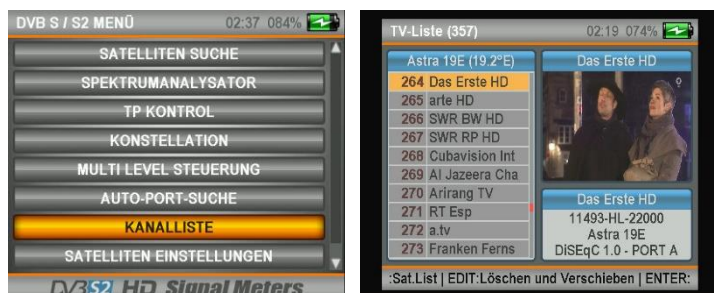 DVB S / S2 MENÜ 02:37 084%
SATELLITEN SUCHE
SPEKTRUMANALYSATOR
TP KONTROL
KONSTELLATION
MULTI LEVEL STEUERUNG
AUTO-PORT-SUCHE
KANALLISTE
SATELLITEN EINSTELLUNGEN
DVB S2 HD Signal Meters
TV-Liste (357) 02:19 074%
Astra 19E (19.2°E)
264 Das Erste HD
265 arte HD
266 SWR BW HD
267 SWR RP HD
268 Cubavision Int
269 Al Jazeera Cha
270 Arirang TV
271 RT Esp
272 a.tv
273 Franken Ferns
Das Erste HD
Das Erste HD
11493-HL-22000
Astra 19E
DiSEqC 1.0 - PORT A
:Sat.List | EDIT:Löschen und Verschieben | ENTER: